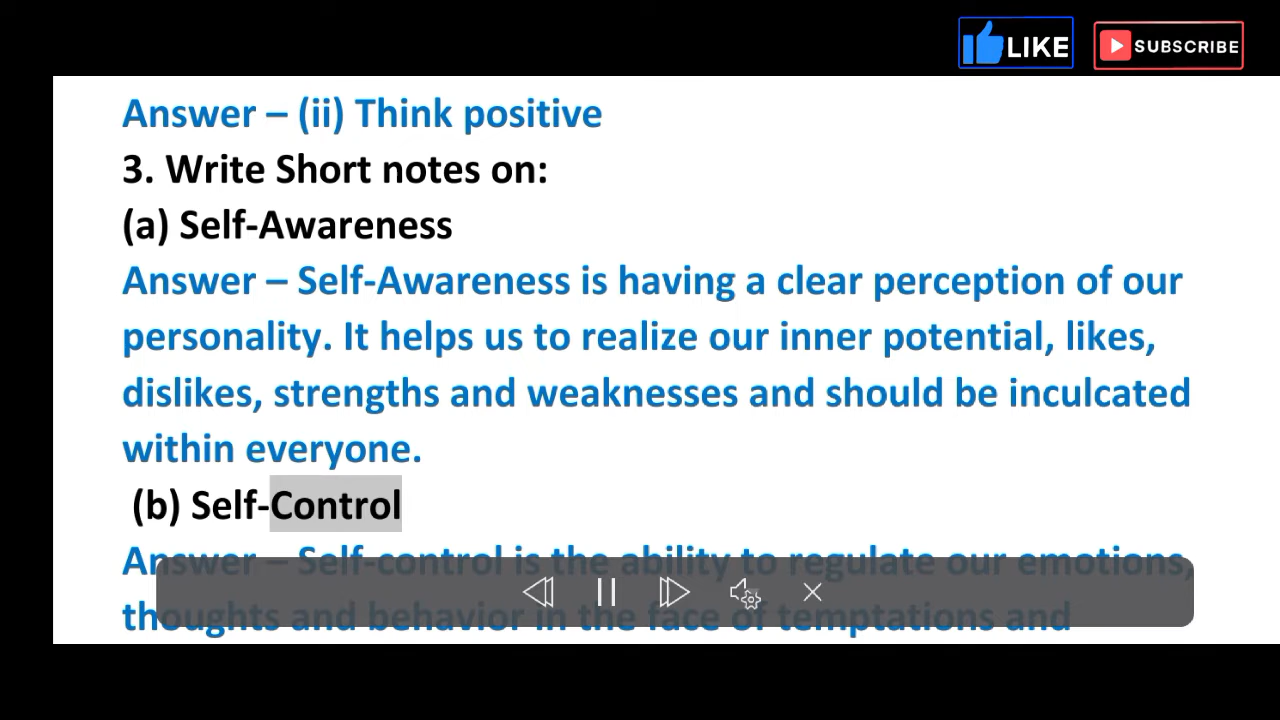 LIKE
SUBSCRIBE
Answer – (ii) Think positive
3. Write Short notes on:
(a) Self-Awareness
Answer – Self-Awareness is having a clear perception of our
personality. It helps us to realize our inner potential, likes,
dislikes, strengths and weaknesses and should be inculcated
within everyone.
(b) Self-Control
Answer – Self-control is the ability to regulate our emotions,
thoughts and behavior in the face of temptations and